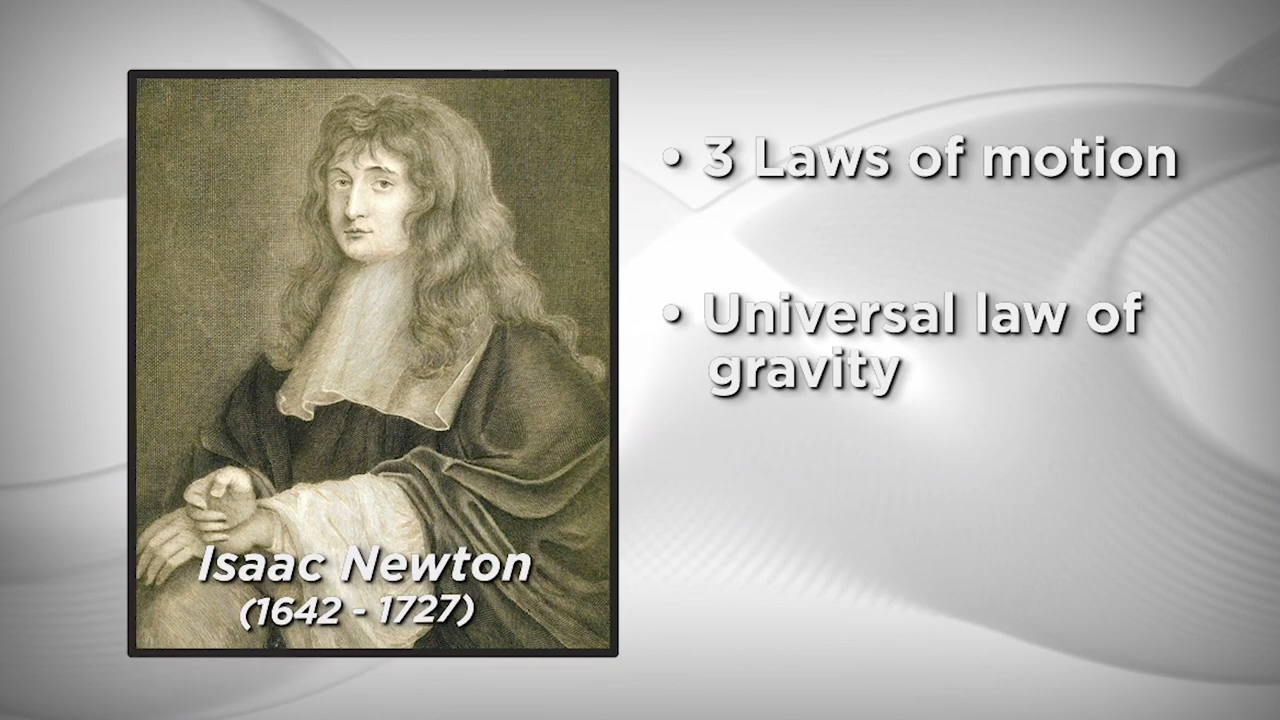 • 3 Laws of motion
• Universal law of
gravity
Isaac Newton
(1642 - 1727)